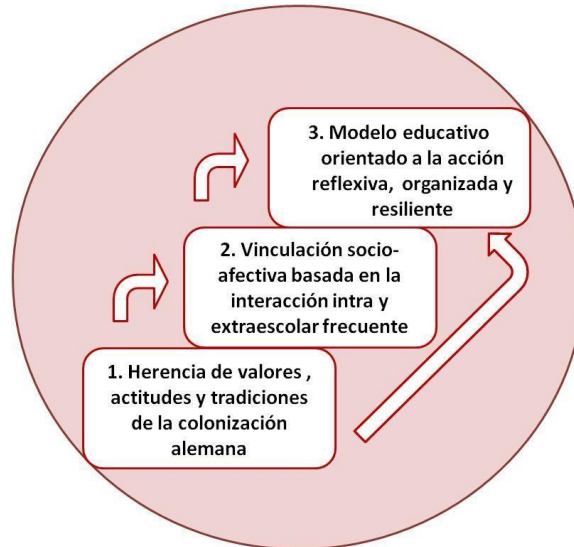 3. Modelo educativo
orientado a la acción
reflexiva, organizada y
resiliente
2. Vinculación socio-
afectiva basada en la
interacción intra y
extraescolar frecuente
1. Herencia de valores ,
actitudes y tradiciones
de la colonización
alemana